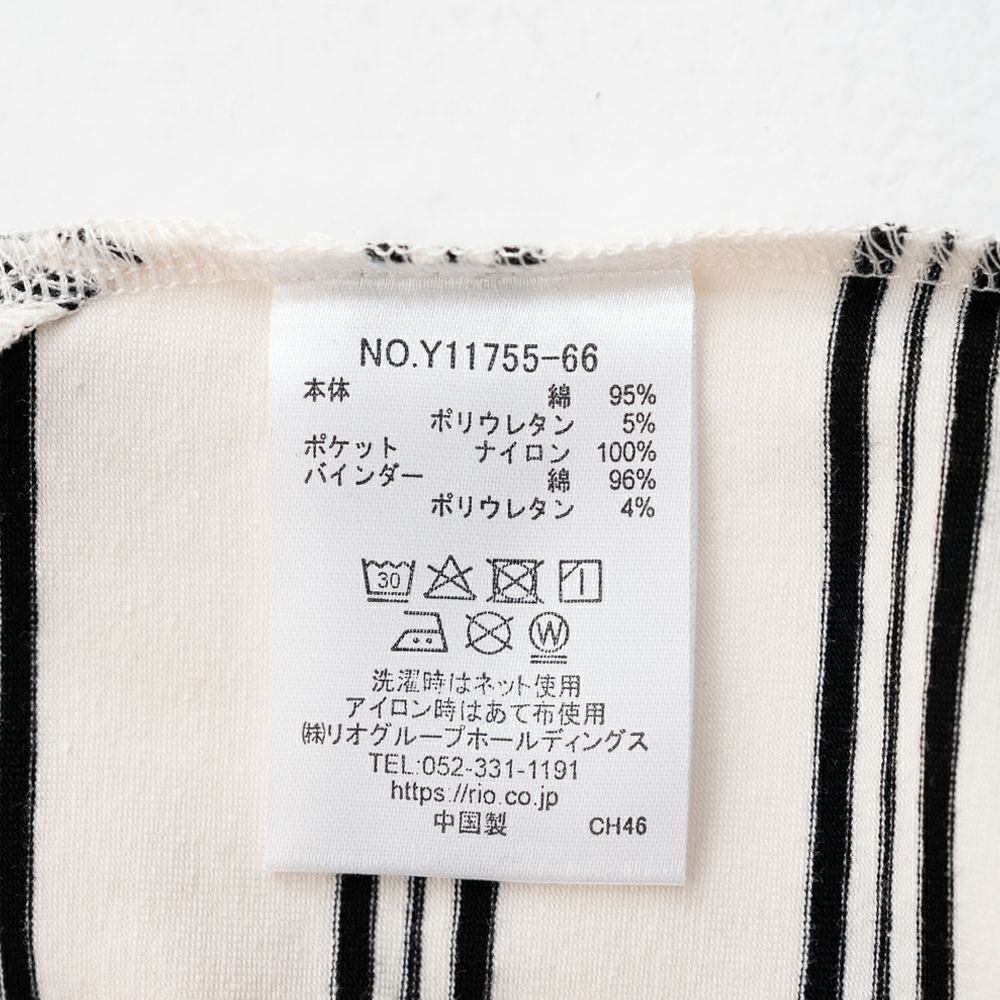 NO.Y11755-66
本体 綿 95%
ポリウレタン 5%
ポケット ナイロン 100%
バインダー 綿 96%
ポリウレタン 4%
30
W
洗濯時はネット使用
アイロン時はあて布使用
㈱リオグループホールディングス
TEL:052-331-1191
https://rio.co.jp
中国製 CH46